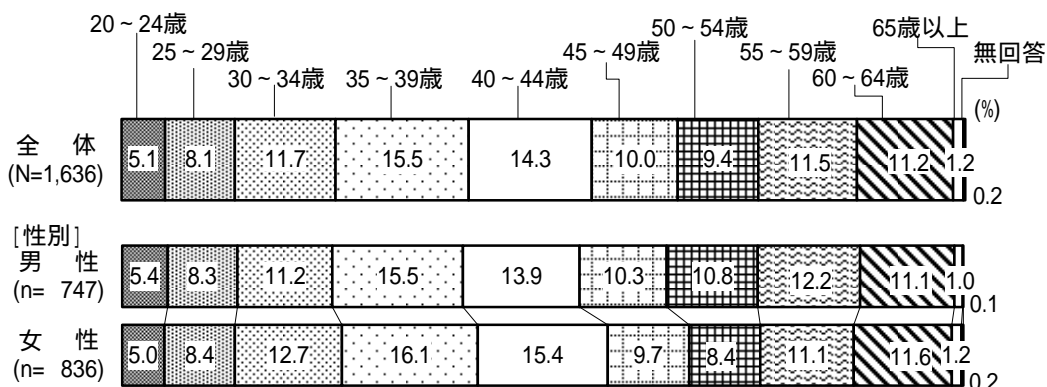 20～24歳
25～29歳
30～34歳
35～39歳
40～44歳
45～49歳
50～54歳
55～59歳
60～64歳
65歳以上
無回答
(%)
全　体
(N=1,636)
5.1 8.1 11.7 15.5 14.3 10.0 9.4 11.5 11.2 1.2
0.2
[性別]
男　性
(n= 747)
5.4 8.3 11.2 15.5 13.9 10.3 10.8 12.2 11.1 1.0
0.1
女　性
(n= 836)
5.0 8.4 12.7 16.1 15.4 9.7 8.4 11.1 11.6 1.2
0.2